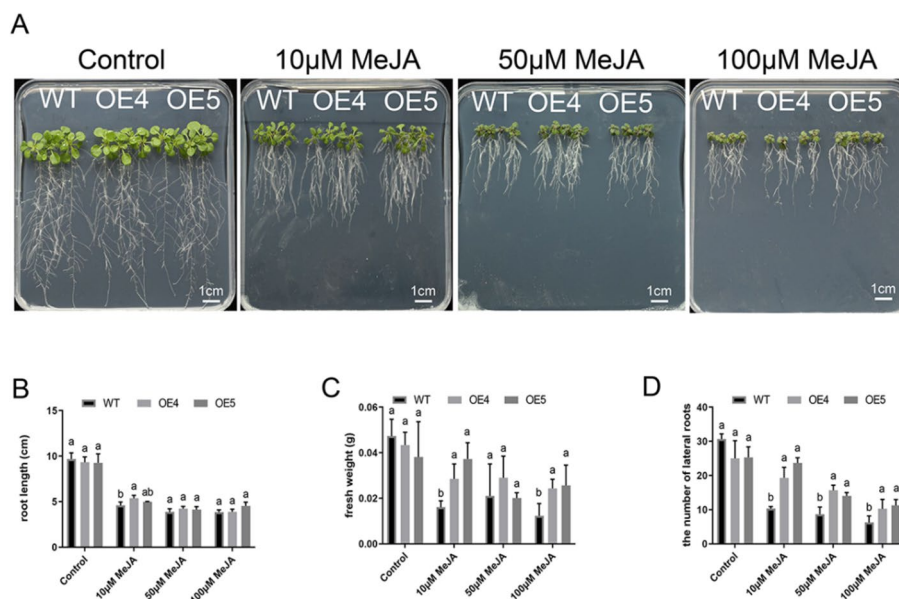 A
Control
10μM MeJA
50μM MeJA
100μM MeJA
WT OE4 OE5
WT OE4 OE5
WT OE4 OE5
WT OE4 OE5
1cm
1cm
1cm
1cm
B
WT OE4 OE5
root length (cm)
15
10
5
0
a a a
b a ab
a a a
a a a
Control
10μM MeJA
50μM MeJA
100μM MeJA
C
WT OE4 OE5
fresh weight (g)
0.06
0.04
0.02
0.00
a a a
b a a
a a a
b a a
Control
10μM MeJA
50μM MeJA
100μM MeJA
D
WT OE4 OE5
the number of lateral roots
40
30
20
10
0
a a a
b a a
b a a
b a a
Control
10μM MeJA
50μM MeJA
100μM MeJA